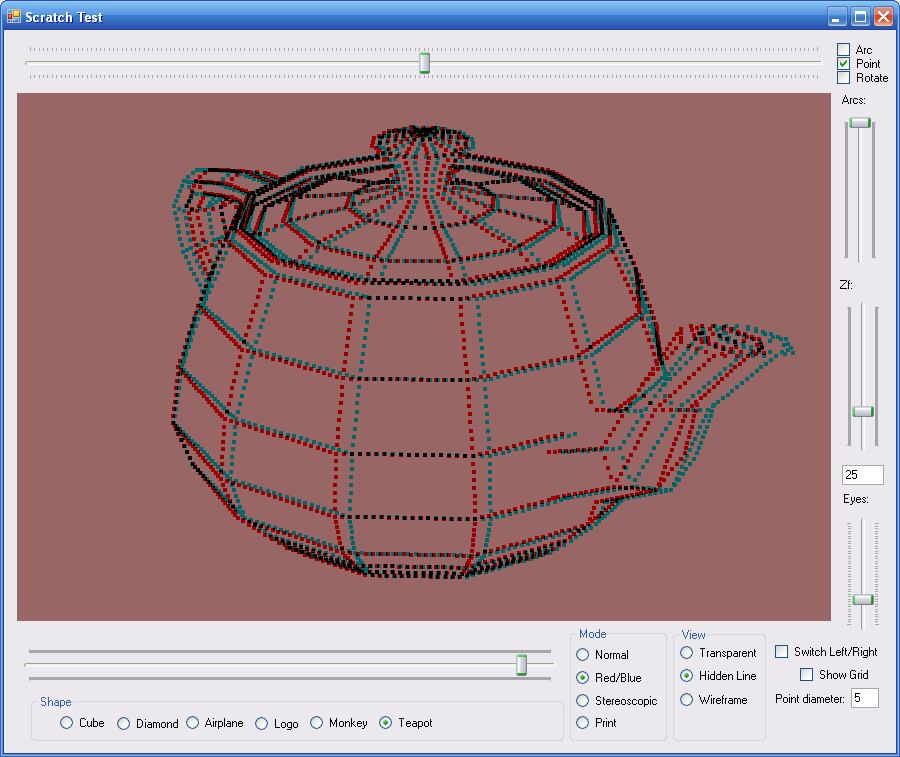 Scratch Test
Arc
Point
Rotate
Arcs:
Zf:
25
Eyes:
Mode
Normal
Red/Blue
Stereoscopic
Print
View
Transparent
Hidden Line
Wireframe
Switch Left/Right
Show Grid
Point diameter: 5
Shape
Cube Diamond Airplane Logo Monkey Teapot